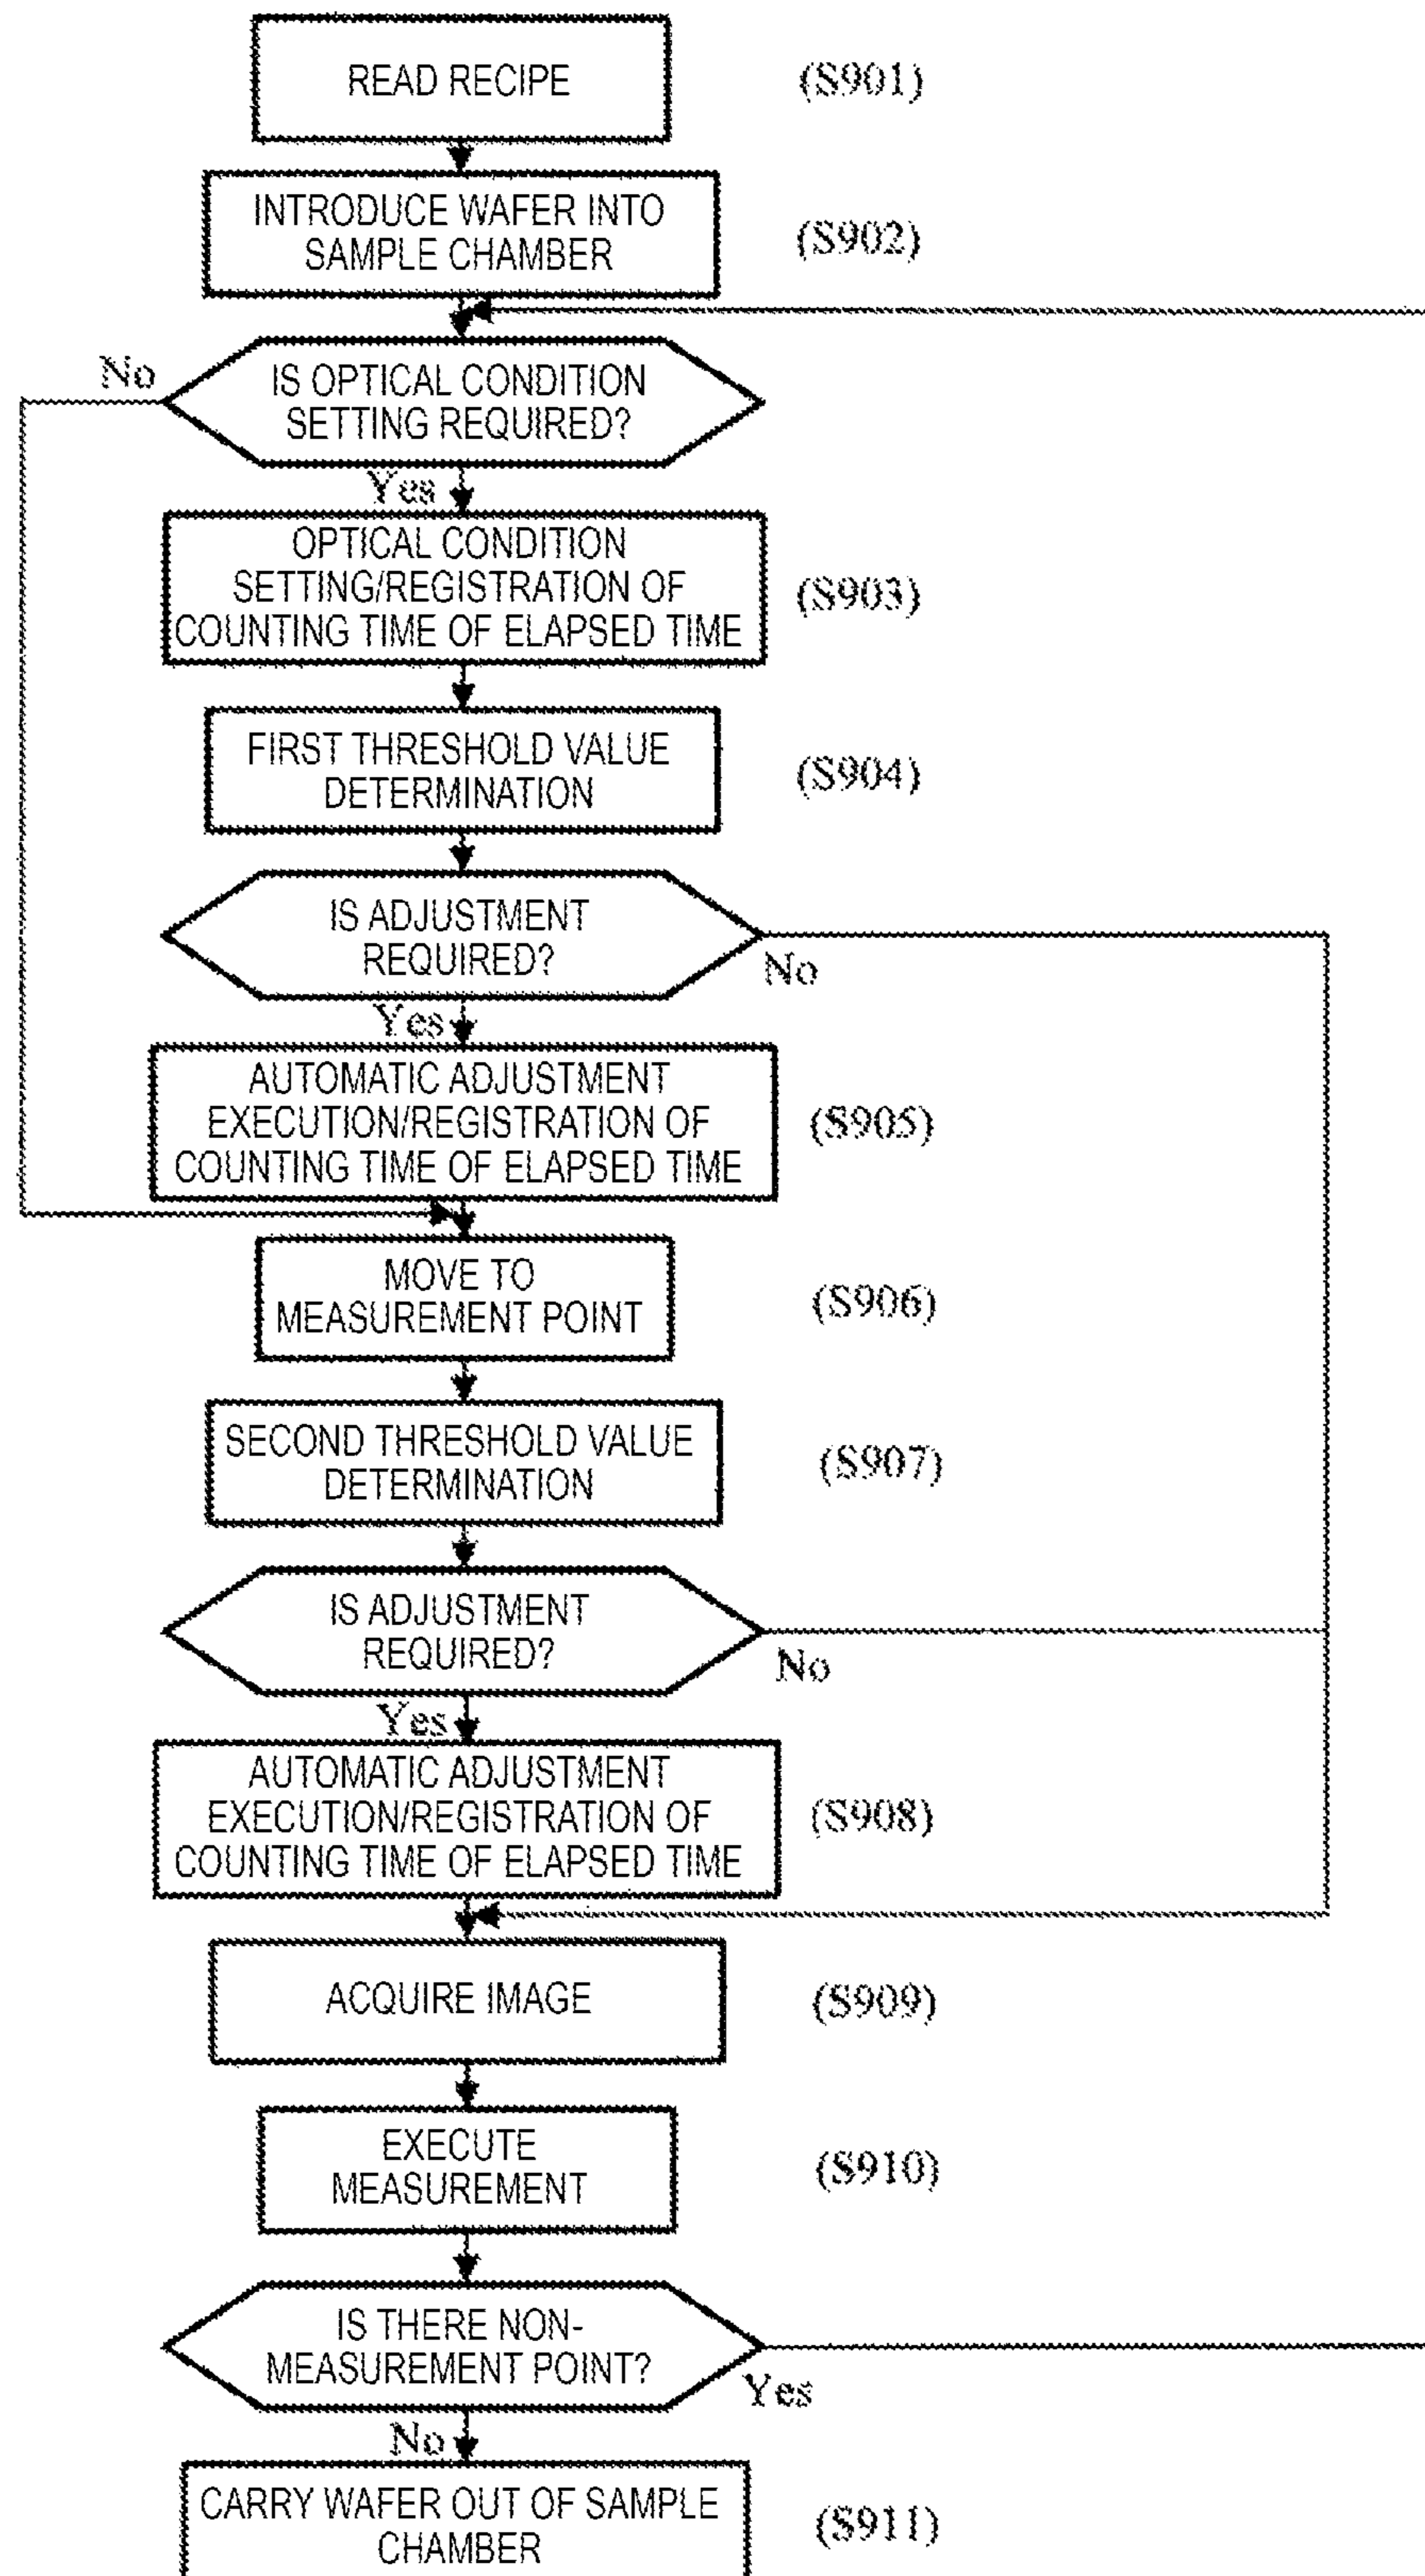 READ RECIPE
(S901)
INTRODUCE WAFER INTO
SAMPLE CHAMBER
(S902)
No
IS OPTICAL CONDITION
SETTING REQUIRED?
Yes
OPTICAL CONDITION
SETTING/REGISTRATION OF
COUNTING TIME OF ELAPSED TIME
(S903)
FIRST THRESHOLD VALUE
DETERMINATION
(S904)
IS ADJUSTMENT
REQUIRED?
No
Yes
AUTOMATIC ADJUSTMENT
EXECUTION/REGISTRATION OF
COUNTING TIME OF ELAPSED TIME
(S905)
MOVE TO
MEASUREMENT POINT
(S906)
SECOND THRESHOLD VALUE
DETERMINATION
(S907)
IS ADJUSTMENT
REQUIRED?
No
Yes
AUTOMATIC ADJUSTMENT
EXECUTION/REGISTRATION OF
COUNTING TIME OF ELAPSED TIME
(S908)
ACQUIRE IMAGE
(S909)
EXECUTE
MEASUREMENT
(S910)
IS THERE NON-
MEASUREMENT POINT?
Yes
No
CARRY WAFER OUT OF SAMPLE
CHAMBER
(S911)